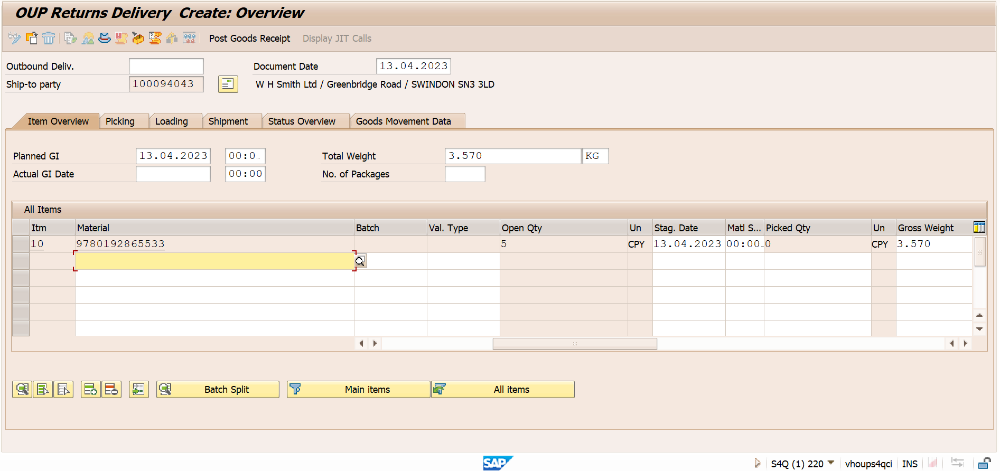 OUP Returns Delivery Create: Overview
Post Goods Receipt Display JIT Calls
Outbound Deliv. Document Date 13.04.2023
Ship-to party 100094043 W H Smith Ltd / Greenbridge Road / SWINDON SN3 3LD
Item Overview Picking Loading Shipment Status Overview Goods Movement Data
Planned GI 13.04.2023 00:0… Total Weight 3.570 KG
Actual GI Date 00:00 No. of Packages
All Items
Itm Material Batch Val. Type Open Qty Un Stag. Date Matl S... Picked Qty Un Gross Weight
10 9780192865533 5 CPY 13.04.2023 00:00… 0 CPY 3.570
Batch Split Main items All items
SAP S4Q (1) 220 vhoups4qci INS